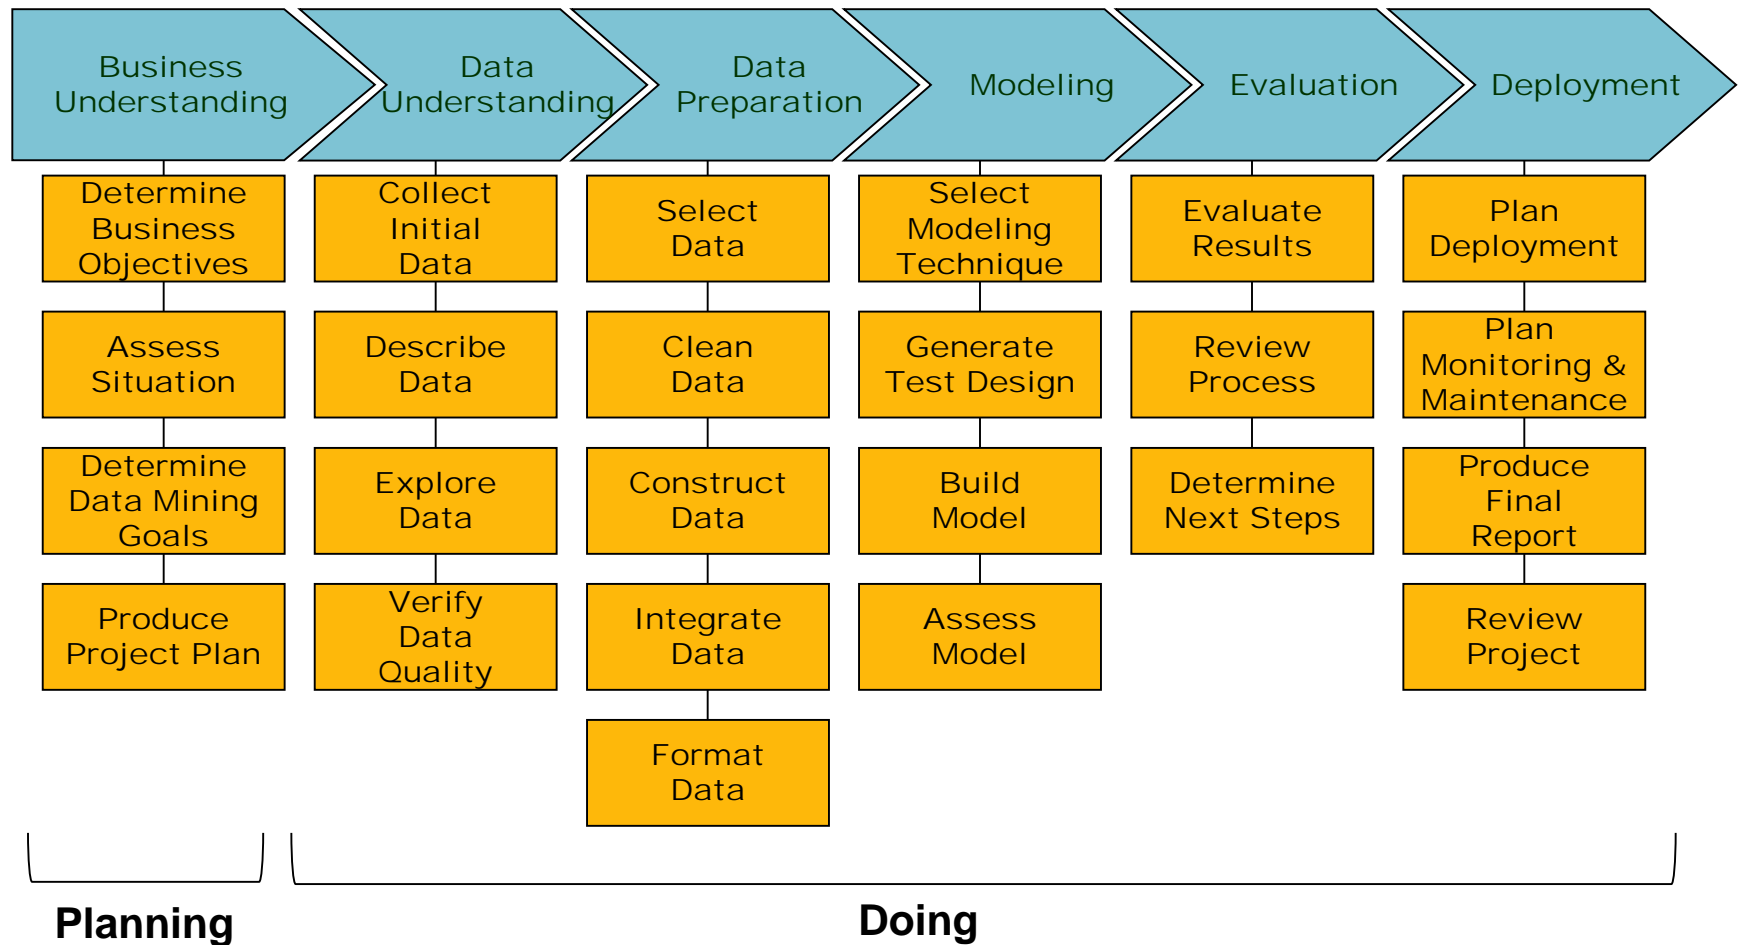 Business
Understanding
Data
Understanding
Data
Preparation
Modeling
Evaluation
Deployment
Determine
Business
Objectives
Assess
Situation
Determine
Data Mining
Goals
Produce
Project Plan
Collect
Initial
Data
Describe
Data
Explore
Data
Verify
Data
Quality
Select
Data
Clean
Data
Construct
Data
Integrate
Data
Format
Data
Select
Modeling
Technique
Generate
Test Design
Build
Model
Assess
Model
Evaluate
Results
Review
Process
Determine
Next Steps
Plan
Deployment
Plan
Monitoring &
Maintenance
Produce
Final
Report
Review
Project
Planning
Doing